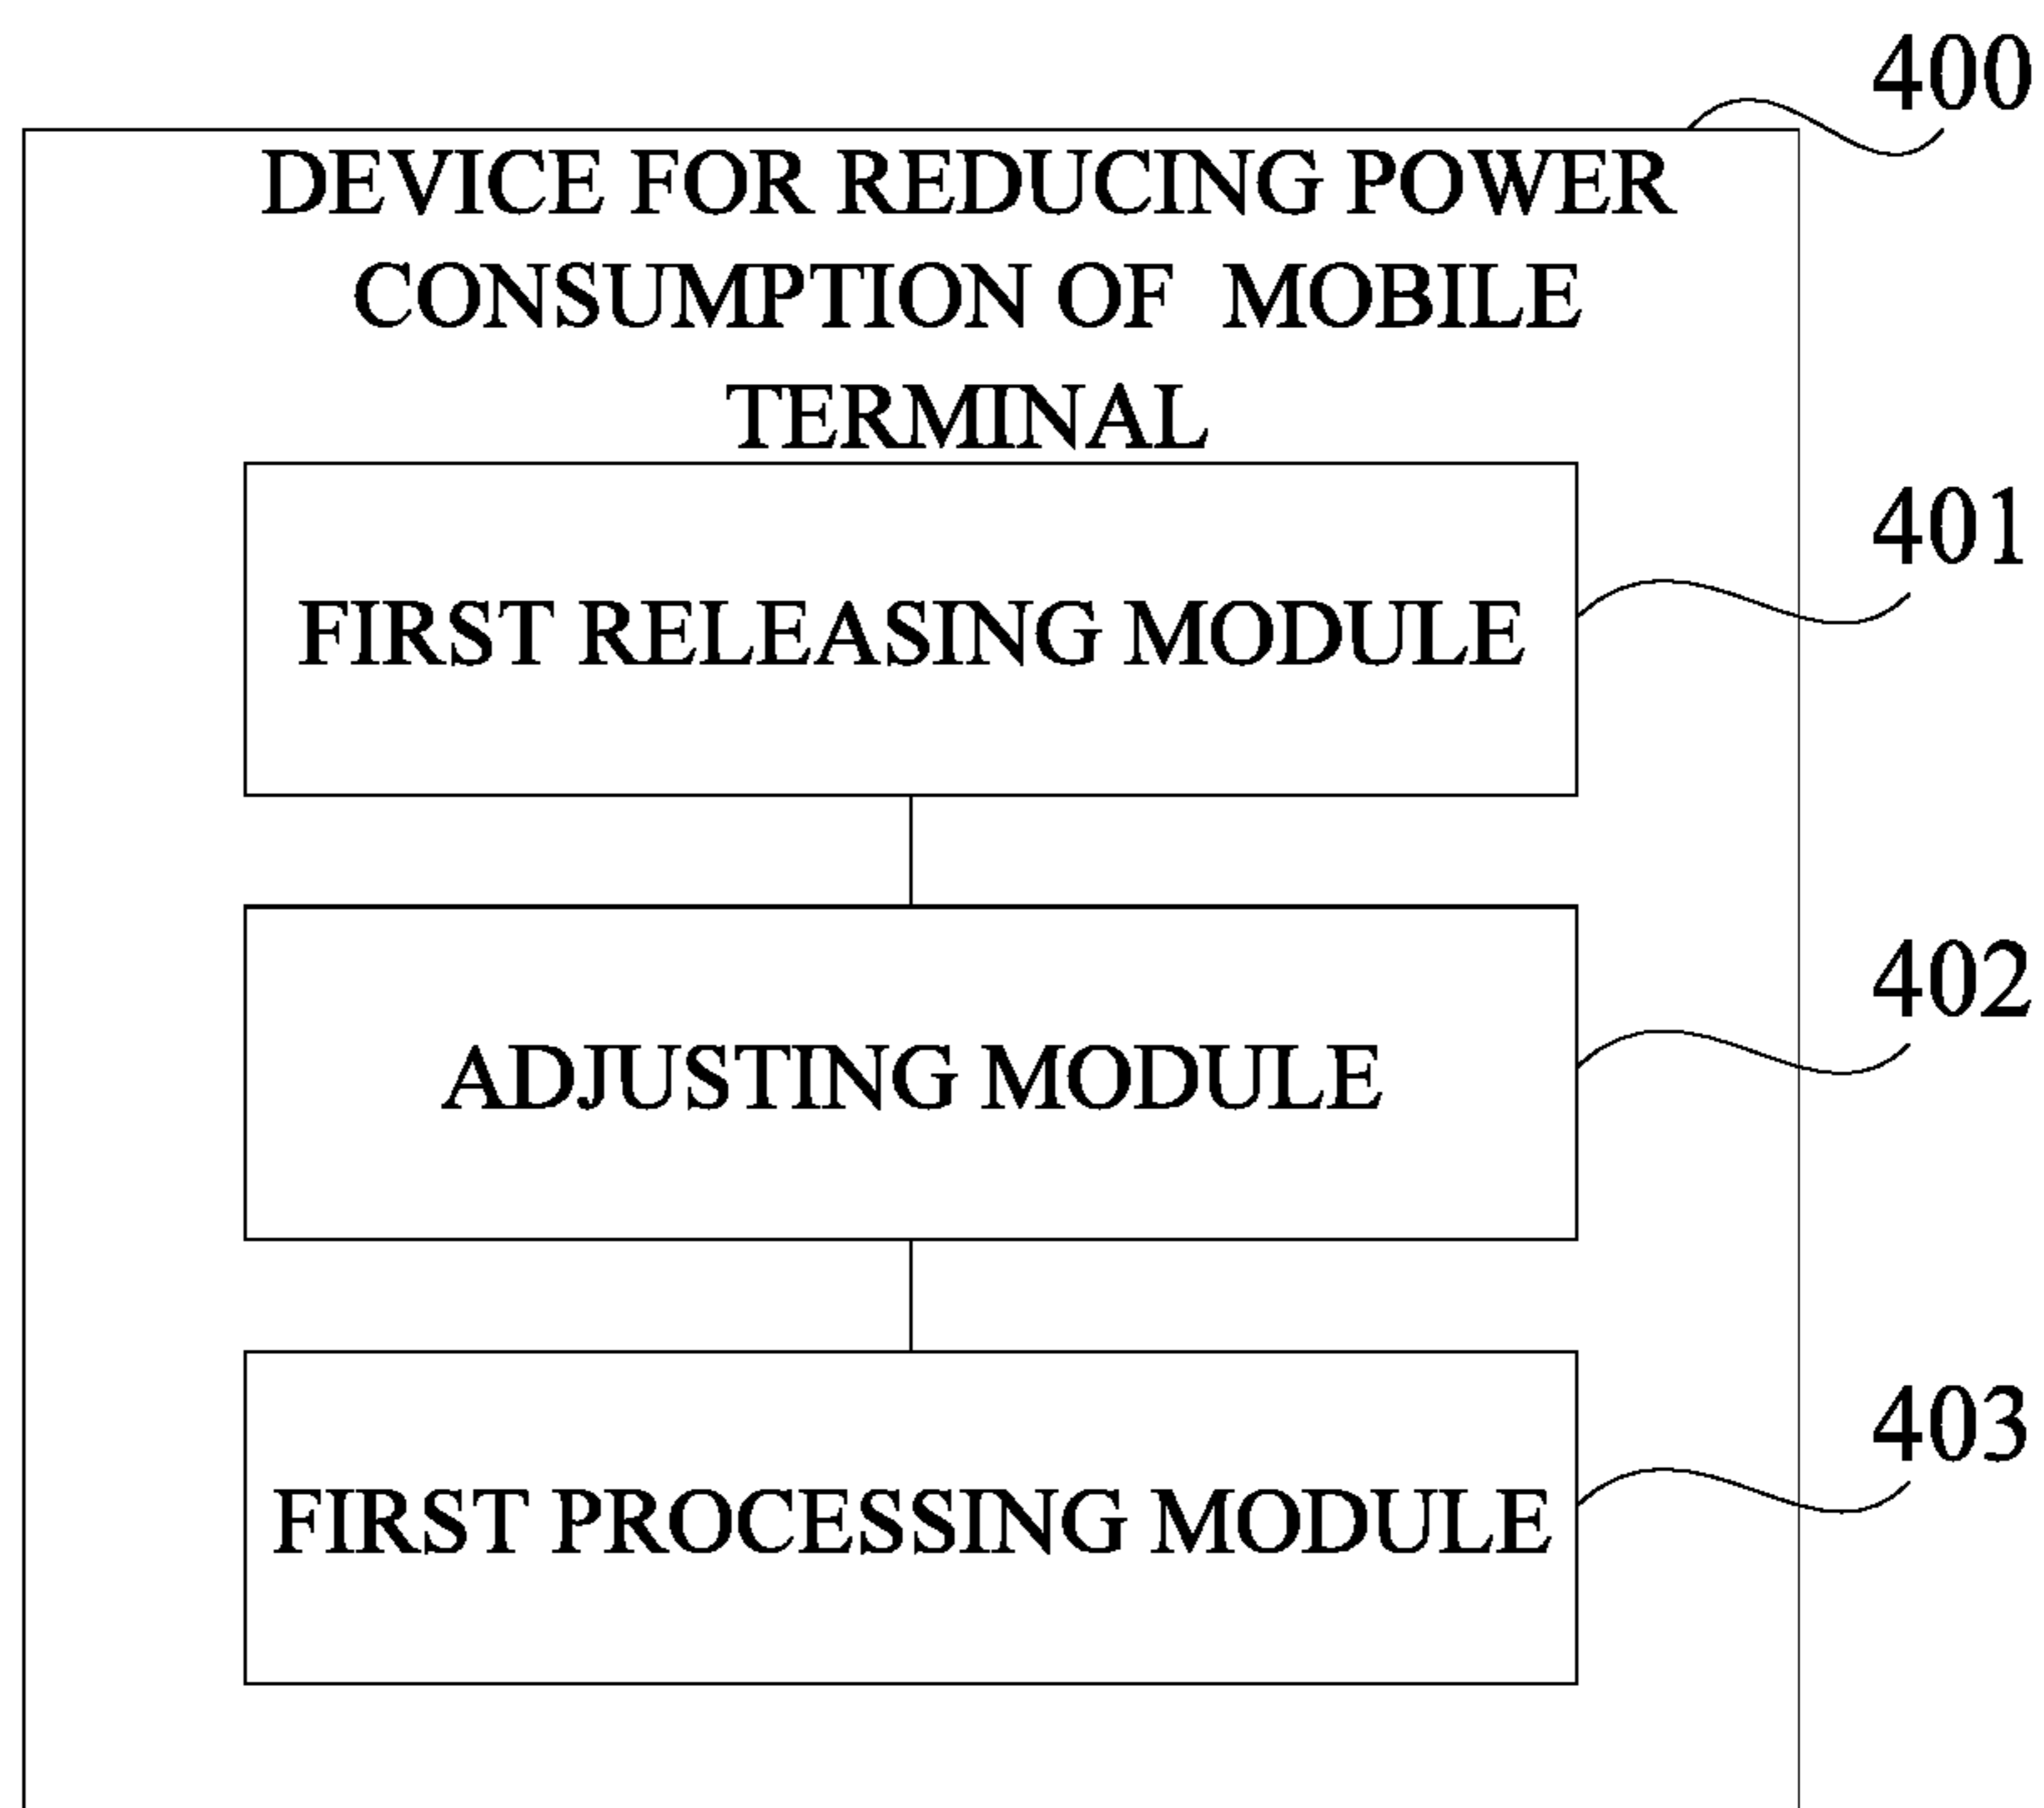 400
DEVICE FOR REDUCING POWER
CONSUMPTION OF MOBILE
TERMINAL
401
FIRST RELEASING MODULE
402
ADJUSTING MODULE
403
FIRST PROCESSING MODULE